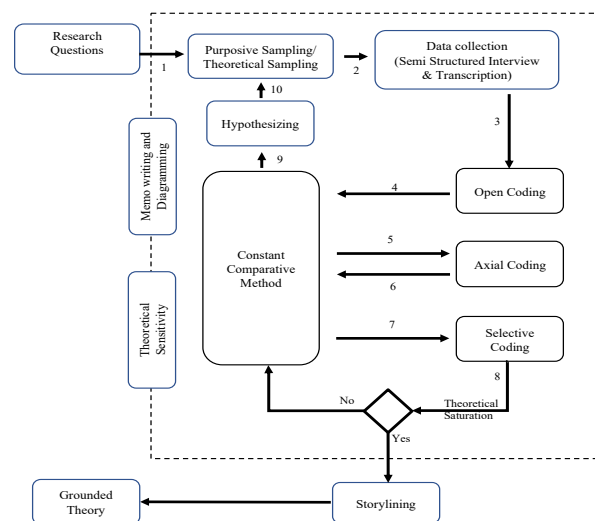 Research
Questions
1
Purposive Sampling/
Theoretical Sampling
2
Data collection
(Semi Structured Interview
& Transcription)
10
3
Hypothesizing
Memo writing and
Diagramming
9
4
Open Coding
Constant
Comparative
Method
5
6
Axial Coding
Theoretical
Sensitivity
7
Selective
Coding
8
No
Theoretical
Saturation
Yes
Grounded
Theory
Storylining